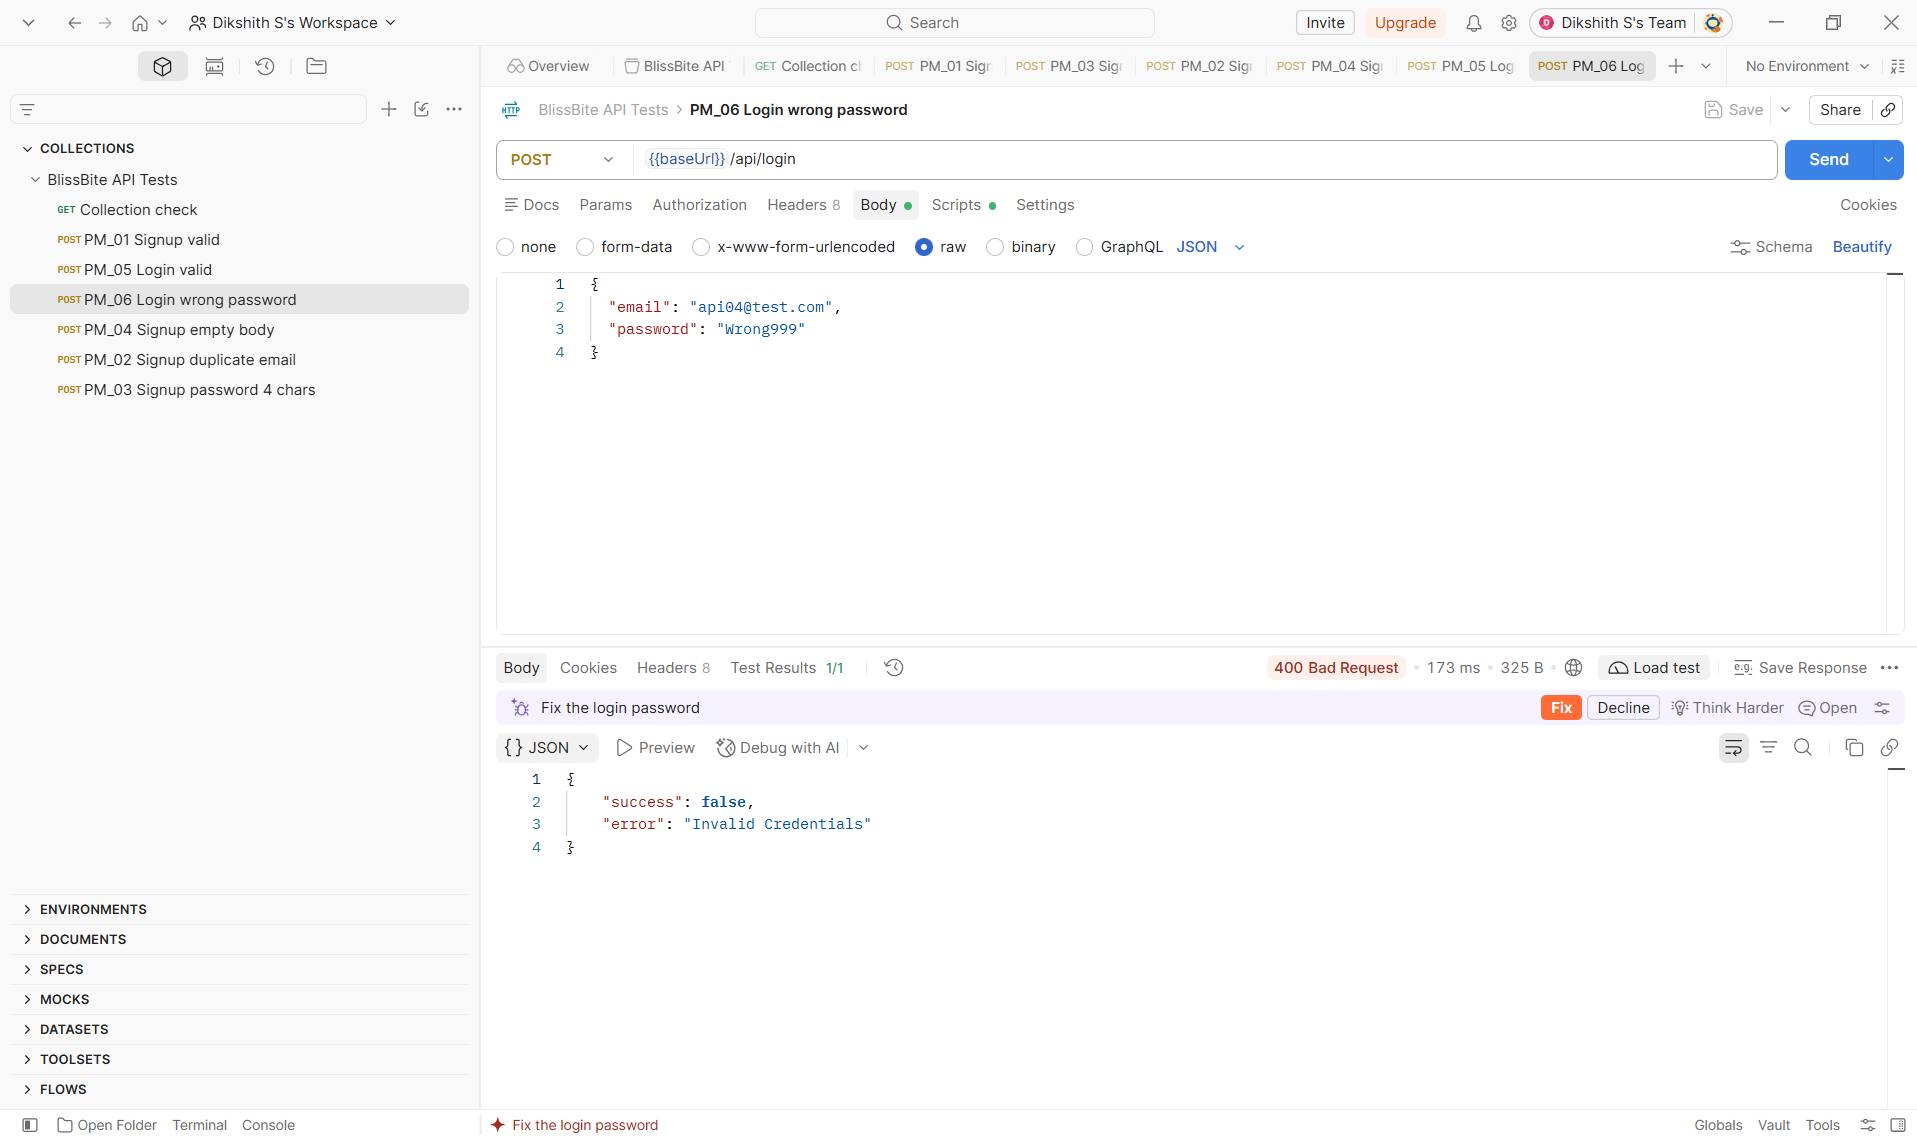 Dikshith S's Workspace
Search
Invite
Upgrade
D
Dikshith S's Team
Overview
BlissBite API
GET Collection ch
POST PM_01 Sign
POST PM_03 Sig
POST PM_02 Sig
POST PM_04 Sig
POST PM_05 Log
POST PM_06 Log
No Environment
HTTP
BlissBite API Tests > PM_06 Login wrong password
Save
Share
COLLECTIONS
BlissBite API Tests
GET Collection check
POST PM_01 Signup valid
POST PM_05 Login valid
POST PM_06 Login wrong password
POST PM_04 Signup empty body
POST PM_02 Signup duplicate email
POST PM_03 Signup password 4 chars
POST
{{baseUrl}} /api/login
Send
Docs
Params
Authorization
Headers 8
Body
Scripts
Settings
Cookies
none
form-data
x-www-form-urlencoded
raw
binary
GraphQL
JSON
Schema
Beautify
1 {
2 "email": "api04@test.com",
3 "password": "Wrong999"
4 }
Body
Cookies
Headers 8
Test Results 1/1
400 Bad Request
173 ms
325 B
Load test
e.g. Save Response
Fix the login password
Fix
Decline
Think Harder
Open
{} JSON
Preview
Debug with AI
1 {
2 "success": false,
3 "error": "Invalid Credentials"
4 }
ENVIRONMENTS
DOCUMENTS
SPECS
MOCKS
DATASETS
TOOLSETS
FLOWS
Open Folder
Terminal
Console
Fix the login password
Globals
Vault
Tools